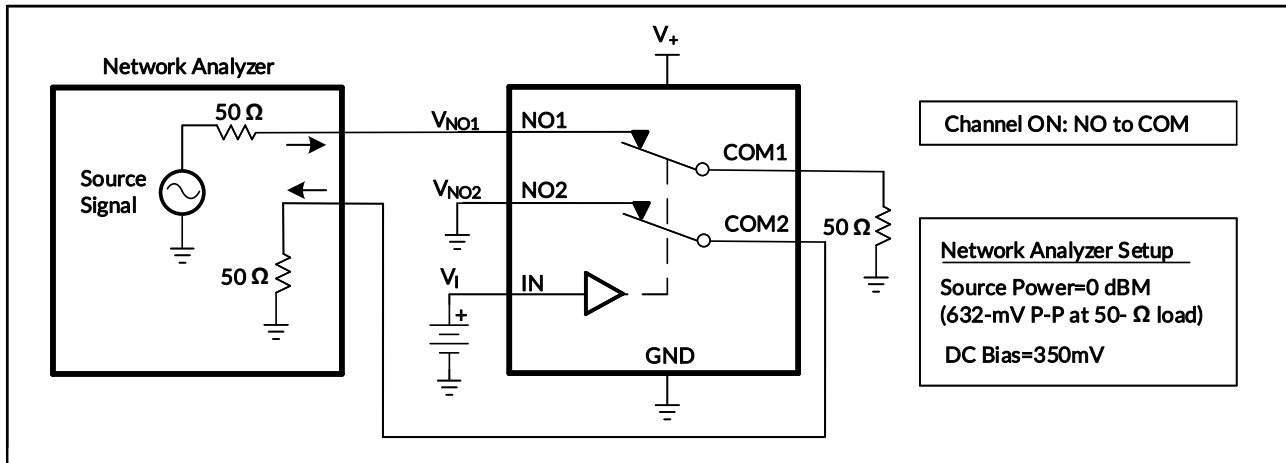 V+
Network Analyzer
50 Ω
Source
Signal
50 Ω
VNO1
NO1
COM1
VNO2
NO2
COM2
50 Ω
VI
IN
+
GND
Channel ON: NO to COM
Network Analyzer Setup
Source Power=0 dBM
(632-mV P-P at 50- Ω load)
DC Bias=350mV